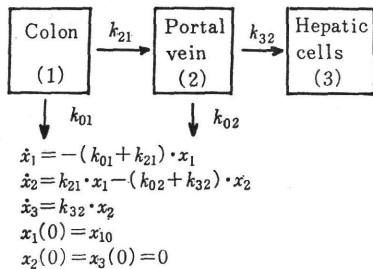 Colon
(1)
k₂₁
Portal
vein
(2)
k₃₂
Hepatic
cells
(3)
k₀₁
k₀₂
ẋ₁=−(k₀₁+k₂₁)·x₁
ẋ₂=k₂₁·x₁−(k₀₂+k₃₂)·x₂
ẋ₃=k₃₂·x₂
x₁(0)=x₁₀
x₂(0)=x₃(0)=0